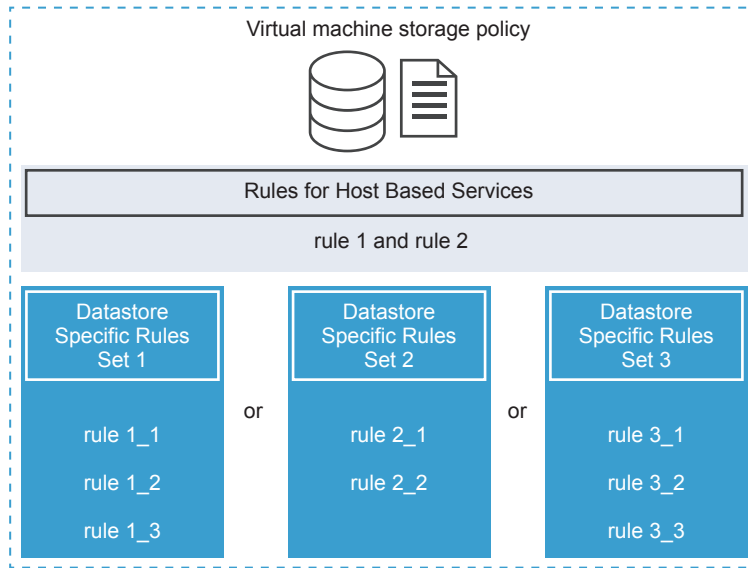 Virtual machine storage policy
Rules for Host Based Services
rule 1 and rule 2
Datastore
Specific Rules
Set 1
rule 1_1
rule 1_2
rule 1_3
or
Datastore
Specific Rules
Set 2
rule 2_1
rule 2_2
or
Datastore
Specific Rules
Set 3
rule 3_1
rule 3_2
rule 3_3